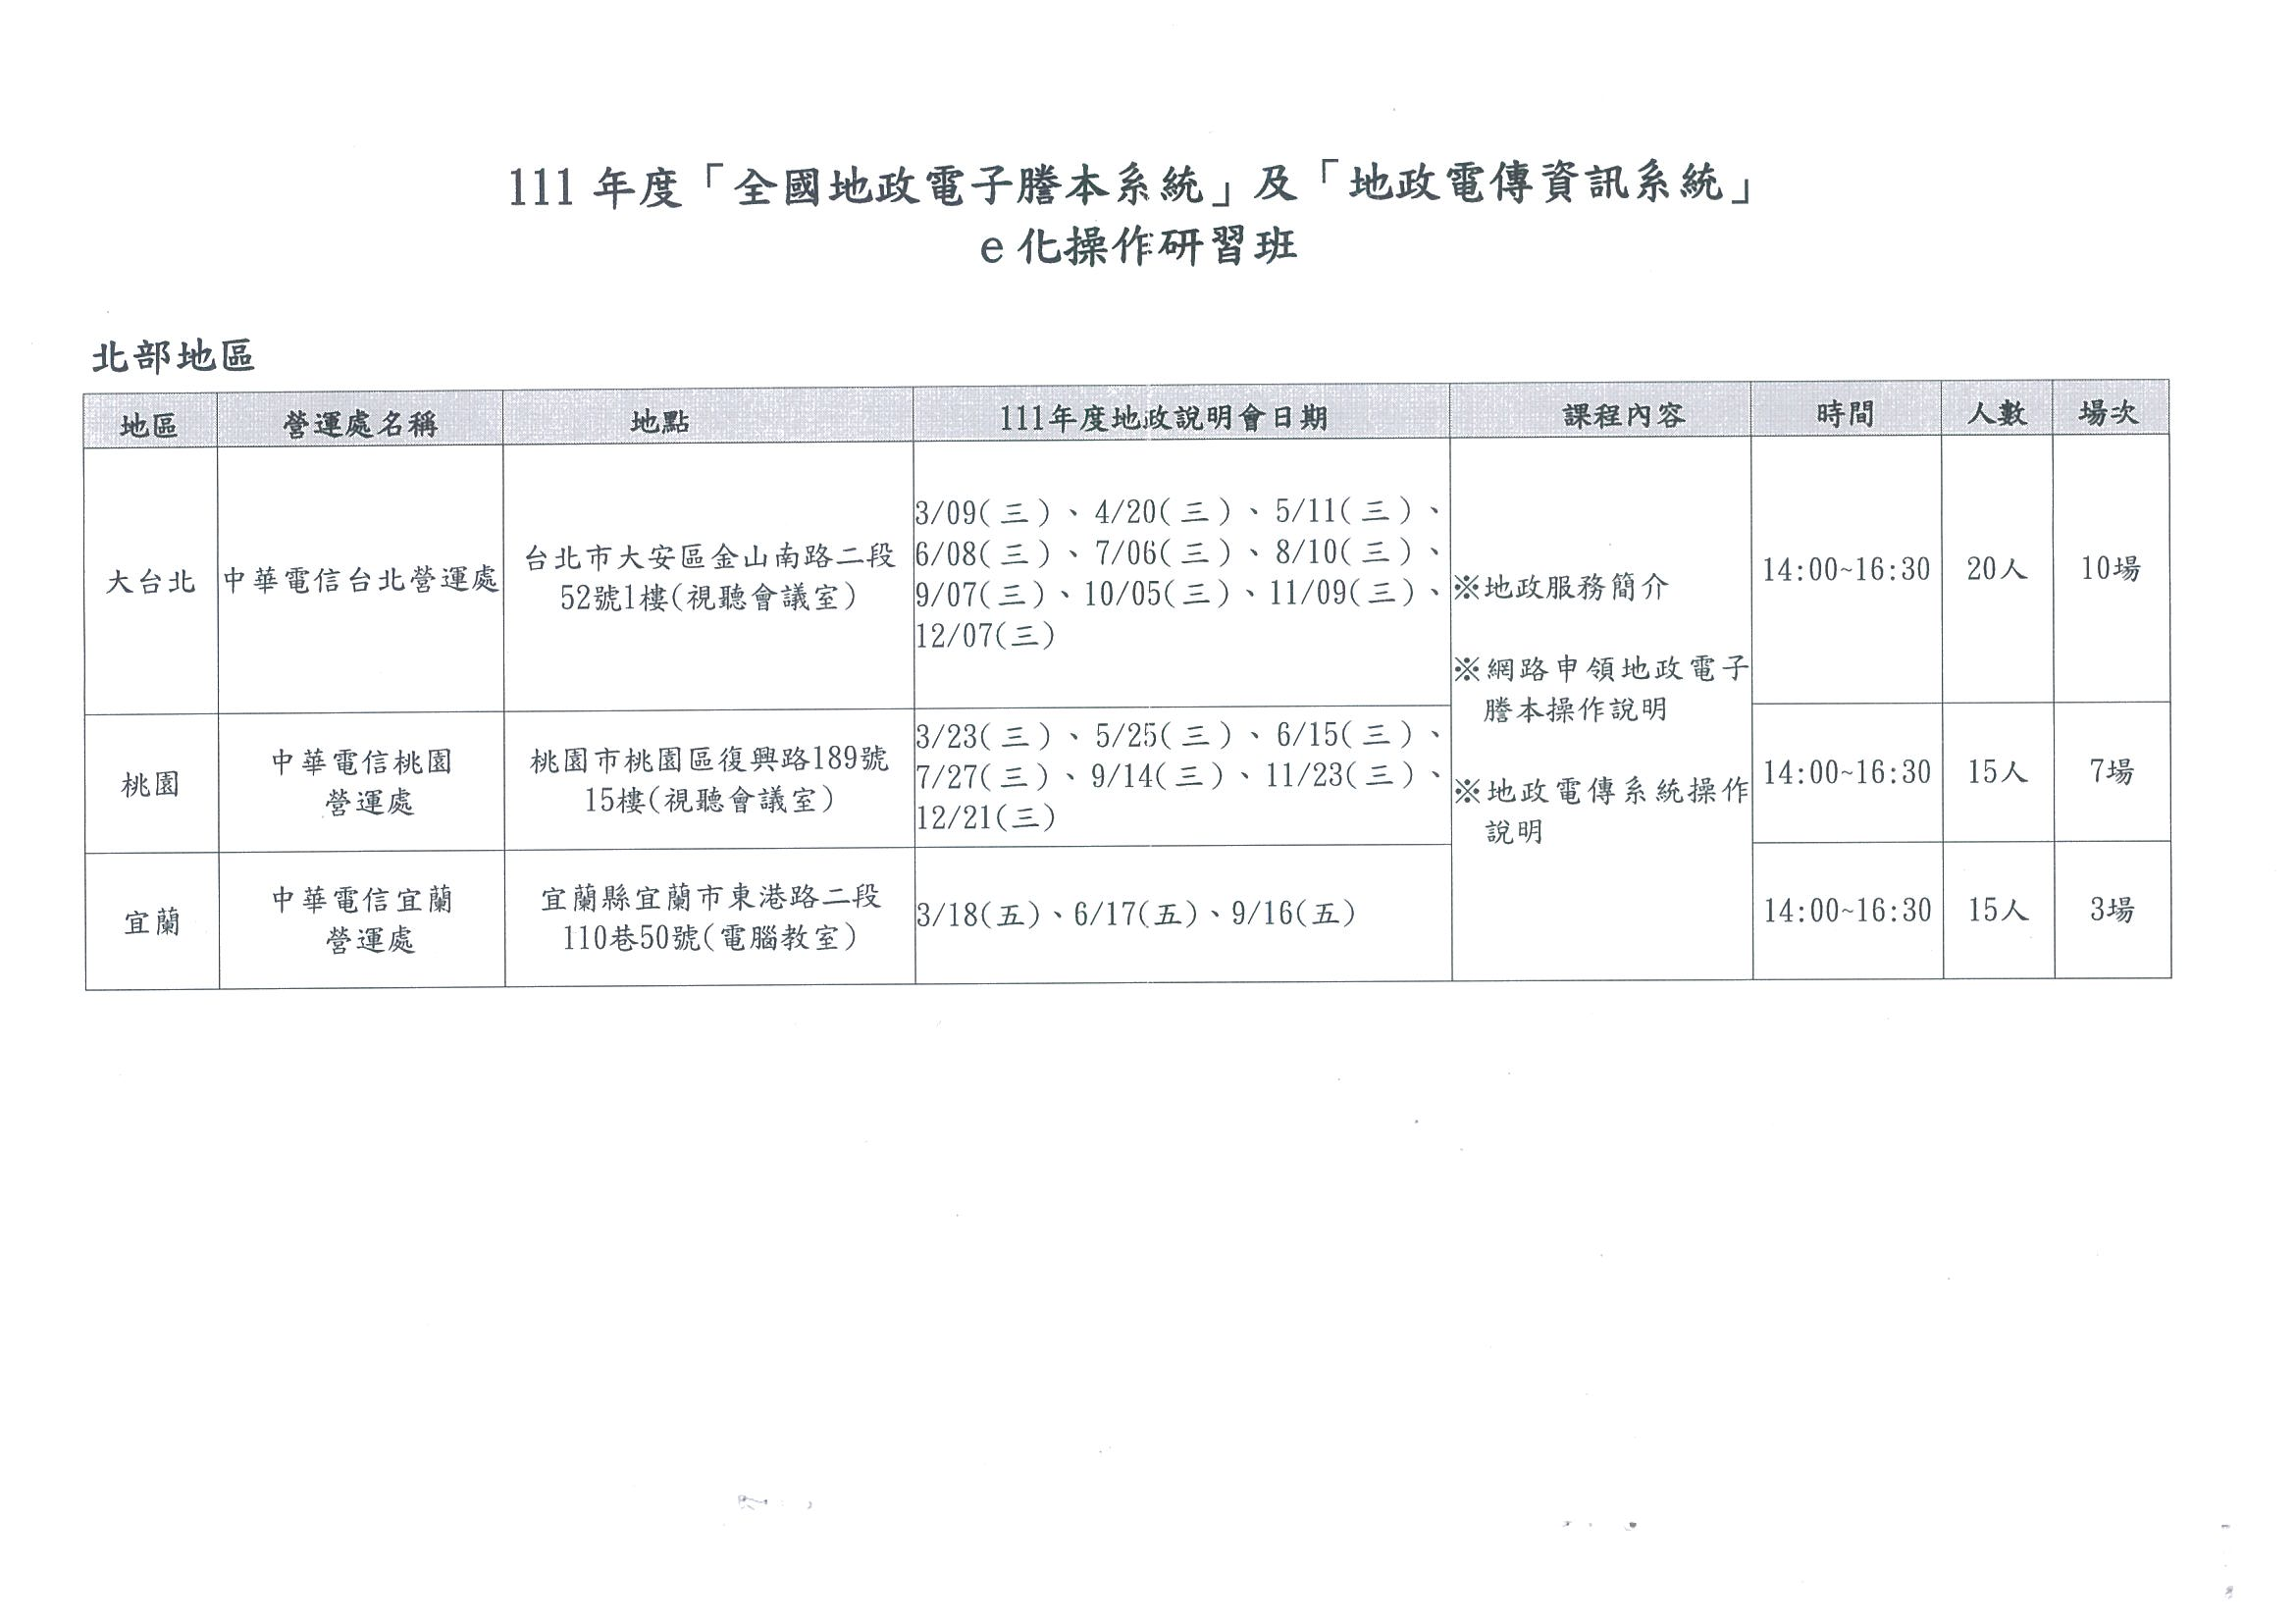 111 年度「全國地政電子謄本系統」及「地政電傳資訊系統」
e 化操作研習班
北部地區
地區 營運處名稱 地點 111年度地政說明會日期 課程內容 時間 人數 場次
大台北
中華電信台北營運處
台北市大安區金山南路二段
52號1樓(視聽會議室)
3/09(三)、4/20(三)、5/11(三)、
6/08(三)、7/06(三)、8/10(三)、
9/07(三)、10/05(三)、11/09(三)、
12/07(三)
※地政服務簡介
※網路申領地政電子
謄本操作說明
※地政電傳系統操作
說明
14:00~16:30
20人
10場
桃園
中華電信桃園
營運處
桃園市桃園區復興路189號
15樓(視聽會議室)
3/23(三)、5/25(三)、6/15(三)、
7/27(三)、9/14(三)、11/23(三)、
12/21(三)
14:00~16:30
15人
7場
宜蘭
中華電信宜蘭
營運處
宜蘭縣宜蘭市東港路二段
110巷50號(電腦教室)
3/18(五)、6/17(五)、9/16(五)
14:00~16:30
15人
3場